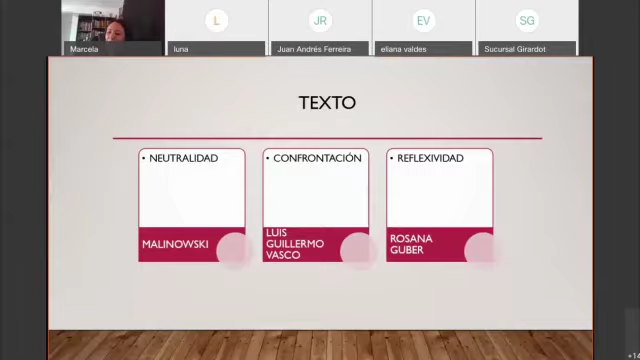 L
JR
EV
SG
Marcela
luna
Juan Andrés Ferreira
eliana valdes
Sucursal Girardot
TEXTO
• NEUTRALIDAD
MALINOWSKI
• CONFRONTACIÓN
LUIS
GUILLERMO
VASCO
• REFLEXIVIDAD
ROSANA
GUBER
+14